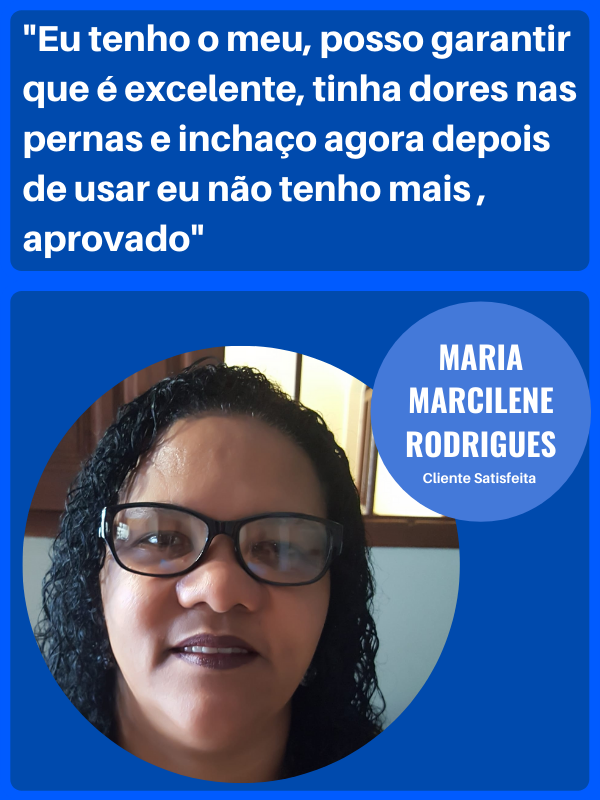 "Eu tenho o meu, posso garantir
que é excelente, tinha dores nas
pernas e inchaço agora depois
de usar eu não tenho mais ,
aprovado"
MARIA
MARCILENE
RODRIGUES
Cliente Satisfeita